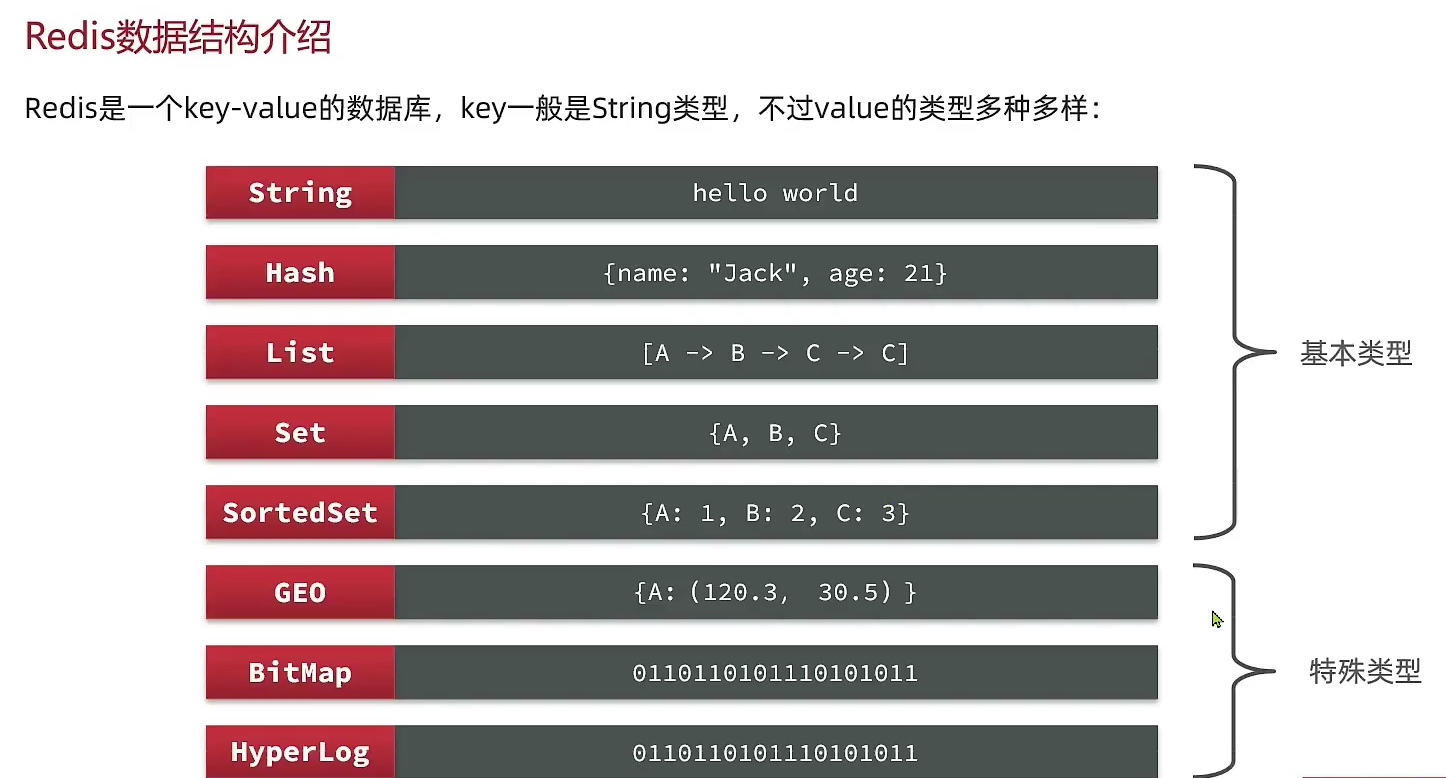 Redis数据结构介绍
Redis是一个key-value的数据库，key一般是String类型，不过value的类型多种多样：
String hello world
Hash {name: "Jack", age: 21}
List [A -> B -> C -> C]
基本类型
Set {A, B, C}
SortedSet {A: 1, B: 2, C: 3}
GEO {A:（120.3， 30.5）}
BitMap 0110110101110101011
特殊类型
HyperLog 0110110101110101011